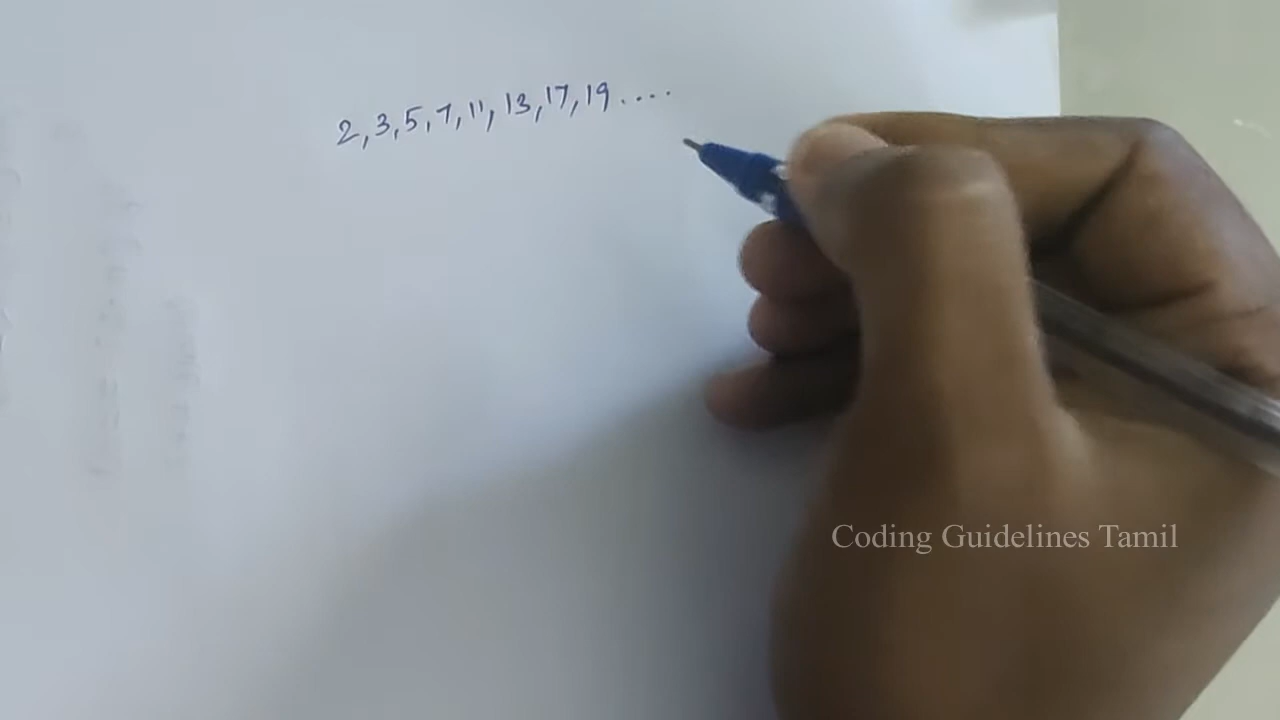 2, 3, 5, 7, 11, 13, 17, 19 ....
Coding Guidelines Tamil